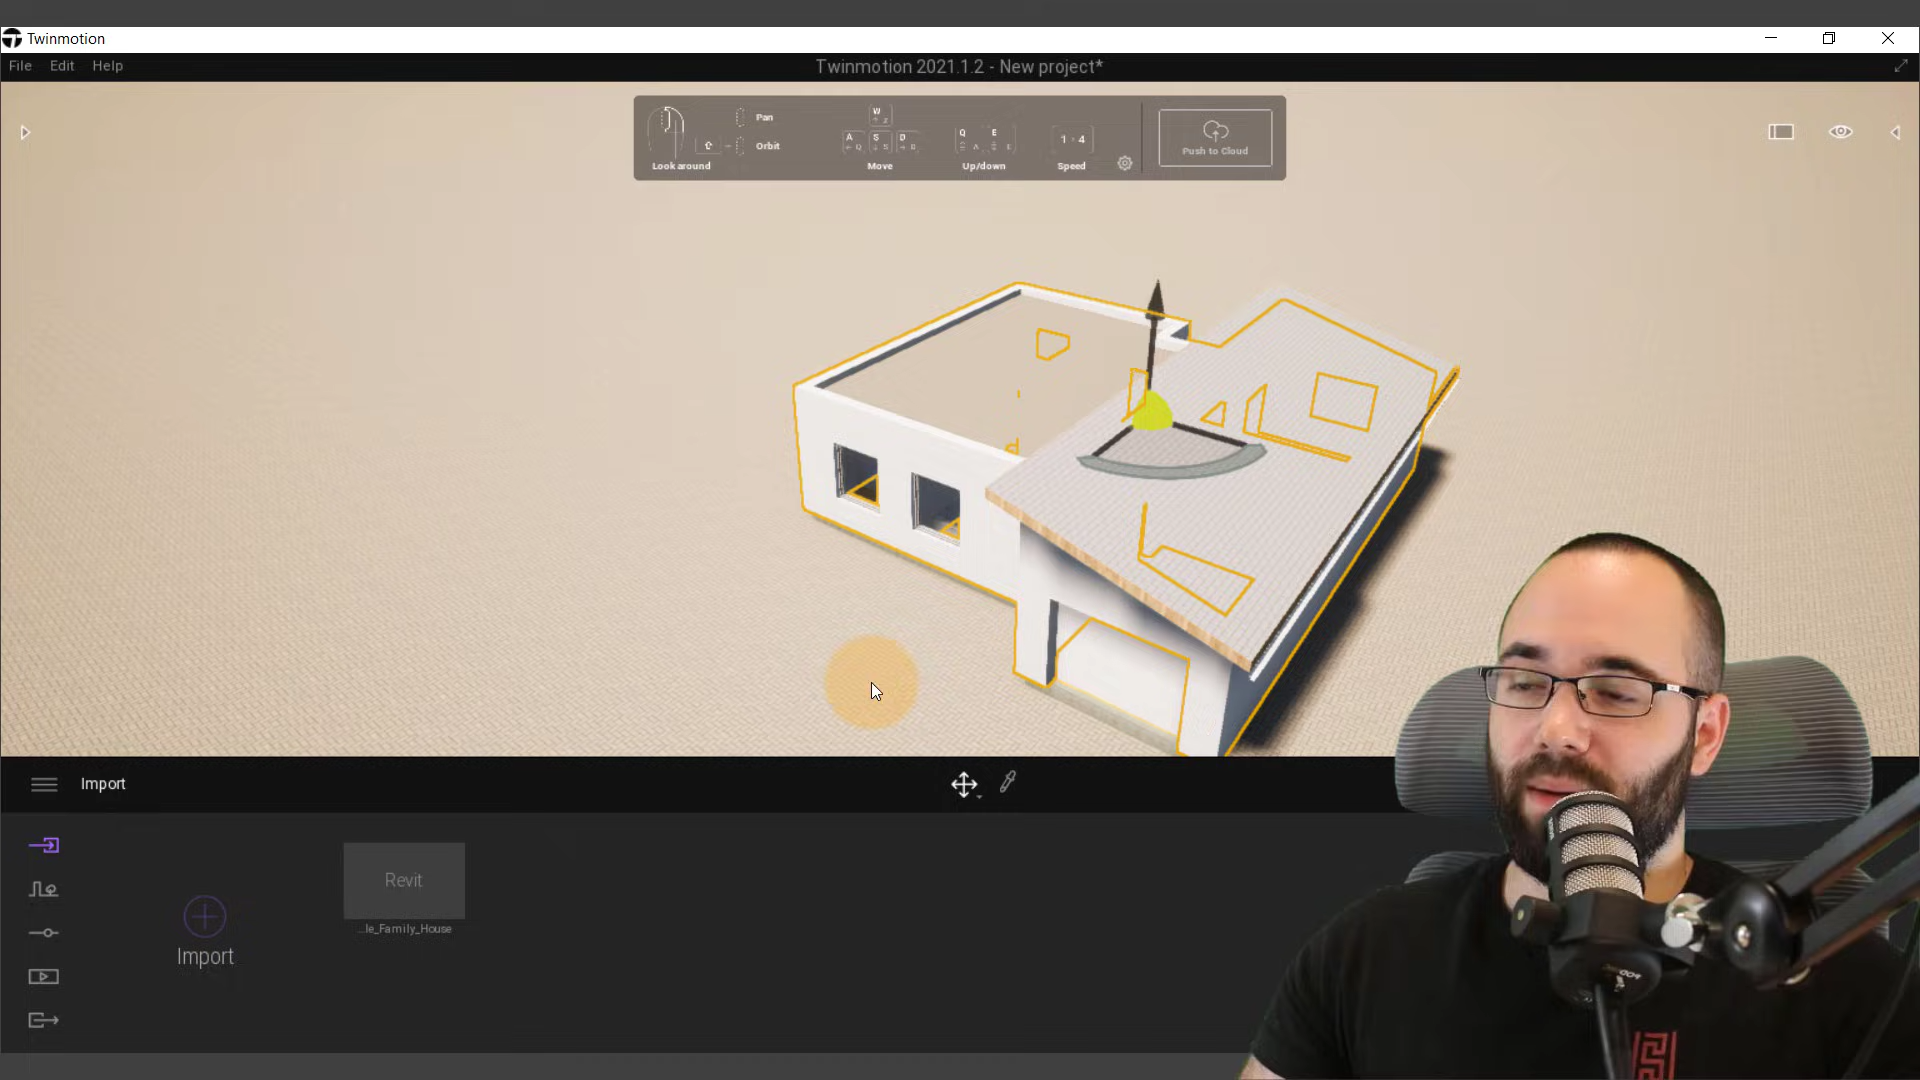 Twinmotion
File Edit Help
Twinmotion 2021.1.2 - New project*
Pan
Orbit
Look around
W
Z
A S D
Q S D
Move
Q E
A E
Up/down
1 - 4
Speed
Push to Cloud
Import
Revit
...le_Family_House
Import